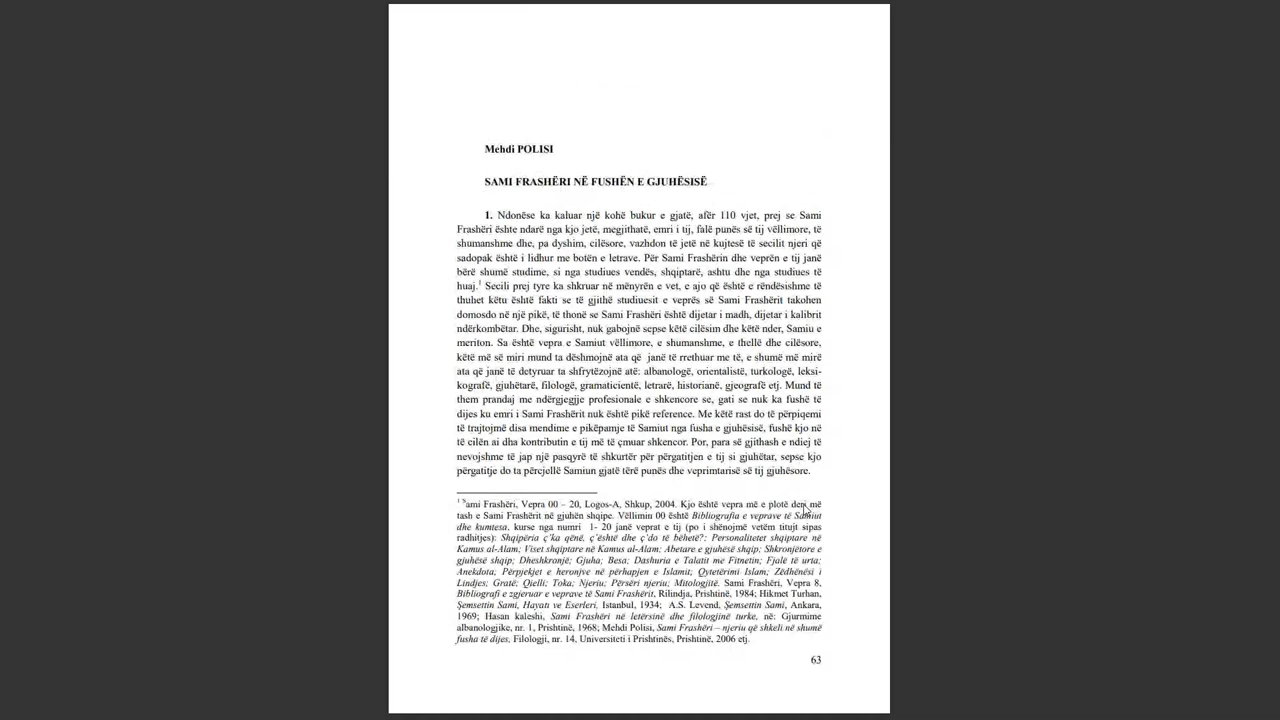 Mehdi POLISI
SAMI FRASHËRI NË FUSHËN E GJUHËSISË
1. Ndonëse ka kaluar një kohë bukur e gjatë, afër 110 vjet, prej se Sami
Frashëri është ndarë nga kjo jetë, megjithatë, emri i tij, falë punës së tij vëllimore, të
shumanshme dhe, pa dyshim, cilësore, vazhdon të jetë në kujtesë të secilit njeri që
sadopak është i lidhur me botën e letrave. Për Sami Frashërin dhe veprën e tij janë
bërë shumë studime, si nga studiues vendës, shqiptarë, ashtu dhe nga studiues të
huaj.1 Secili prej tyre ka shkruar në mënyrën e vet, e ajo që është e rëndësishme të
thuhet këtu është fakti se të gjithë studiuesit e veprës së Sami Frashërit takohen
domosdo në një pikë, të thonë se Sami Frashëri është dijetar i madh, dijetar i kalibrit
ndërkombëtar. Dhe, sigurisht, nuk gabojnë sepse këtë cilësim dhe këtë nder, Samiu e
meriton. Sa është vepra e Samiut vëllimore, e shumanshme, e thellë dhe cilësore,
këtë më së miri mund ta dëshmojnë ata që janë të rrethuar me të, e shumë më mirë
ata që janë të detyruar ta shfrytëzojnë atë: albanologë, orientalistë, turkologë, leksi-
kografë, gjuhëtarë, filologë, gramaticientë, letrarë, historianë, gjeografë etj. Mund të
them prandaj me ndërgjegjje profesionale e shkencore se, gati se nuk ka fushë të
dijes ku emri i Sami Frashërit nuk është pikë reference. Me këtë rast do të përpiqemi
të trajtojmë disa mendime e pikëpamje të Samiut nga fusha e gjuhësisë, fushë kjo në
të cilën ai dha kontributin e tij më të çmuar shkencor. Por, para së gjithash e ndiej të
nevojshme të jap një pasqyrë të shkurtër për përgatitjen e tij si gjuhëtar, sepse kjo
përgatitje do ta përcjellë Samiun gjatë tërë punës dhe veprimtarisë së tij gjuhësore.
1 Sami Frashëri, Vepra 00 – 20, Logos-A, Shkup, 2004. Kjo është vepra më e plotë deri më
tash e Sami Frashërit në gjuhën shqipe. Vëllimiu 00 është Bibliografia e veprave të Samiut
dhe kumtesa, kurse nga numri 1- 20 janë veprat e tij (po i shënojmë vetëm titujt sipas
radhitjes): Shqipëria ç'ka qenë, ç'është dhe ç'do të bëhetë?; Personalitetet shqiptare në
Kamus al-Alam; Viset shqiptare në Kamus al-Alam; Abetare e gjuhësë shqip; Shkronjëtore e
gjuhësë shqip; Dheshkronjë; Gjuha; Besa; Dashuria e Talatit me Fitnetin; Fjalë të urta;
Anekdota, Përpjekjet e heronjve në përhapjen e Islamit; Qytetërimi Islam; Zëdhënësi i
Lindjes; Gratë; Qielli; Toka; Njeriu; Përsëri njeriu; Mitologjitë. Sami Frashëri, Vepra 8,
Bibliografi e zgjeruar e veprave të Sami Frashërit, Rilindja, Prishtinë, 1984; Hikmet Turhan,
Şemsettin Sami, Hayatı ve Eserleri, Istanbul, 1934; A.S. Levend, Şemsettin Sami, Ankara,
1969; Hasan kaleshi, Sami Frashëri në letërsinë dhe filologjinë turke, në: Gjurmime
albanologjike, nr. 1, Prishtinë, 1968; Mehdi Polisi, Sami Frashëri – njeriu që shkeli në shumë
fusha të dijes, Filologji, nr. 14, Universiteti i Prishtinës, Prishtinë, 2006 etj.
63